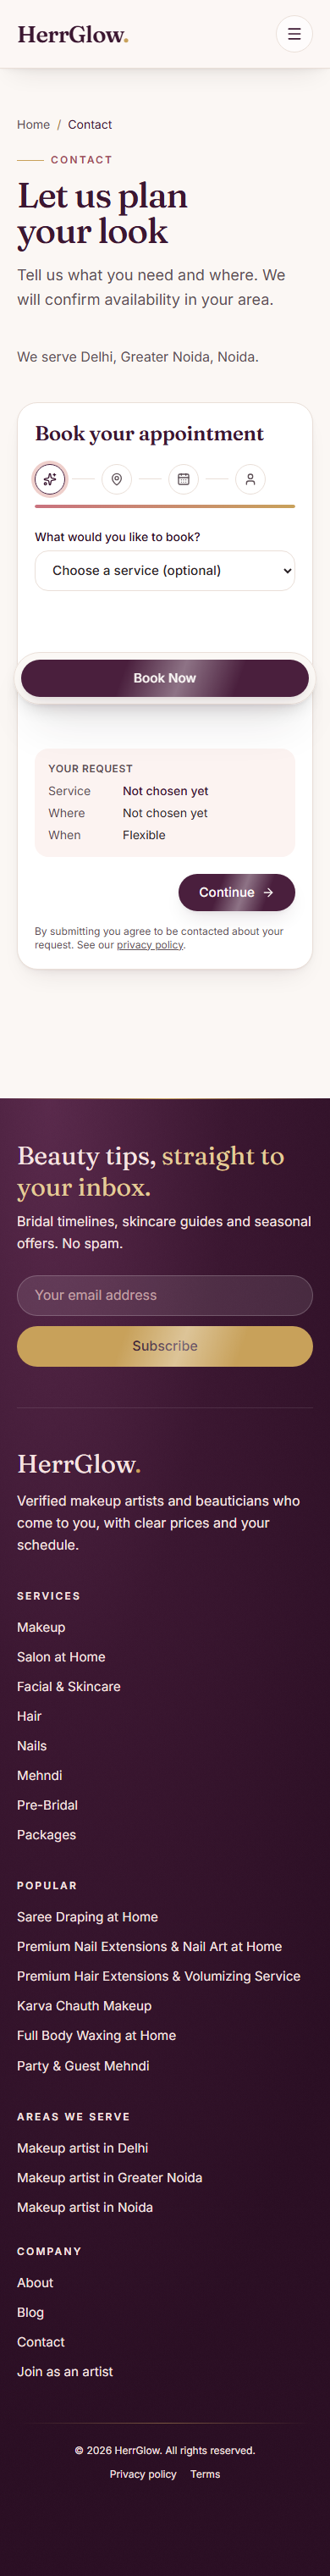 HerrGlow.
Home / Contact
CONTACT
Let us plan
your look
Tell us what you need and where. We
will confirm availability in your area.
We serve Delhi, Greater Noida, Noida.
Book your appointment
What would you like to book?
Choose a service (optional)
Book Now
YOUR REQUEST
Service Not chosen yet
Where Not chosen yet
When Flexible
Continue →
By submitting you agree to be contacted about your
request. See our privacy policy.
Beauty tips, straight to
your inbox.
Bridal timelines, skincare guides and seasonal
offers. No spam.
Your email address
Subscribe
HerrGlow.
Verified makeup artists and beauticians who
come to you, with clear prices and your
schedule.
SERVICES
Makeup
Salon at Home
Facial & Skincare
Hair
Nails
Mehndi
Pre-Bridal
Packages
POPULAR
Saree Draping at Home
Premium Nail Extensions & Nail Art at Home
Premium Hair Extensions & Volumizing Service
Karva Chauth Makeup
Full Body Waxing at Home
Party & Guest Mehndi
AREAS WE SERVE
Makeup artist in Delhi
Makeup artist in Greater Noida
Makeup artist in Noida
COMPANY
About
Blog
Contact
Join as an artist
© 2026 HerrGlow. All rights reserved.
Privacy policy Terms